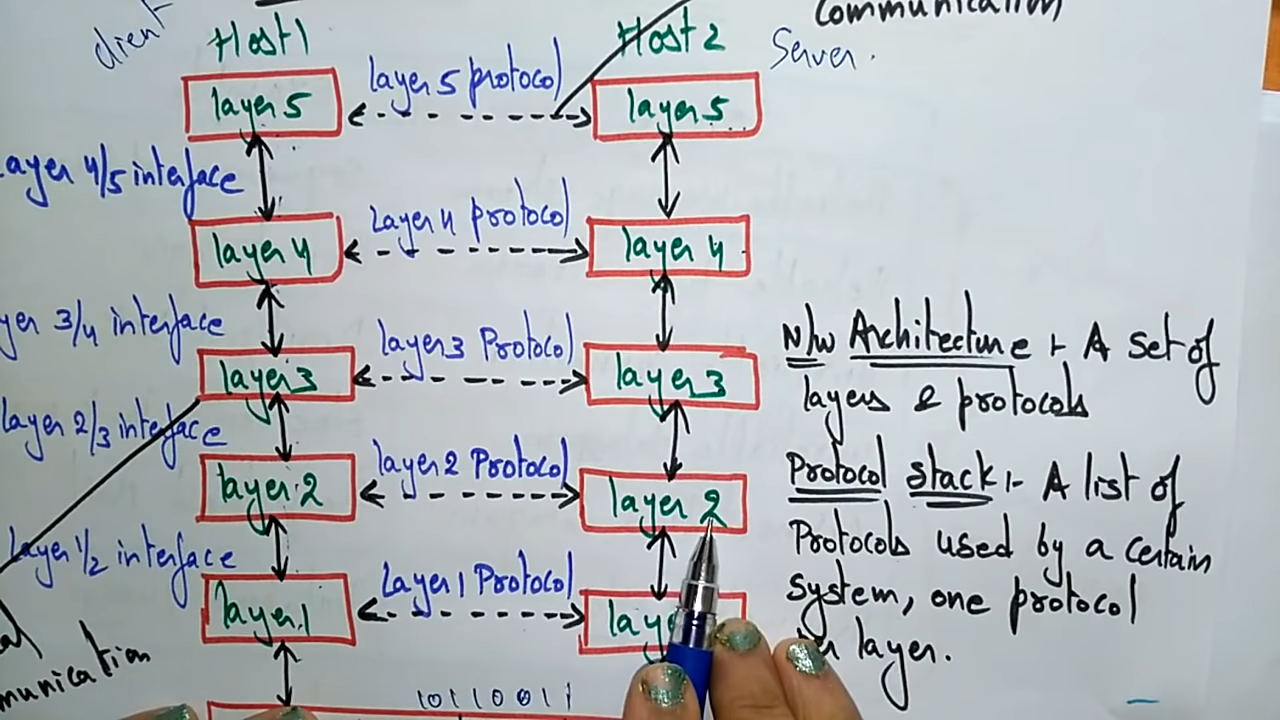 client
Host 1
Host 2
Communication
Server.
layer 5 protocol
layer 5
layer 5
Layer 4/5 interface
Layer 4 Protocol
layer 4
layer 4
3/4 interface
layer 3 Protocol
layer 3
layer 3
layer 2/3 interface
layer 2 Protocol
layer 2
layer 2
layer 1/2 interface
Layer 1 Protocol
layer 1
10110011
N/w Architecture :- A set of
layers & protocols
Protocol stack :- A list of
Protocols used by a certain
system, one protocol
layer.